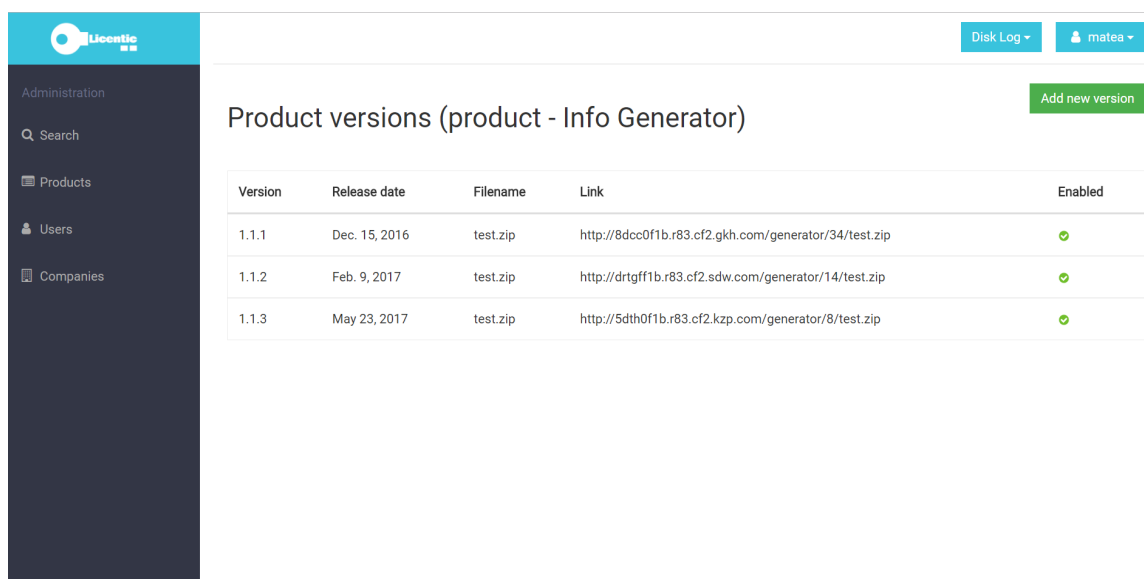 Licentic
Disk Log
matea
Administration
Search
Products
Users
Companies
Product versions (product - Info Generator)
Add new version
Version Release date Filename Link Enabled
1.1.1 Dec. 15, 2016 test.zip http://8dcc0f1b.r83.cf2.gkh.com/generator/34/test.zip
1.1.2 Feb. 9, 2017 test.zip http://drtgff1b.r83.cf2.sdw.com/generator/14/test.zip
1.1.3 May 23, 2017 test.zip http://5dth0f1b.r83.cf2.kzp.com/generator/8/test.zip